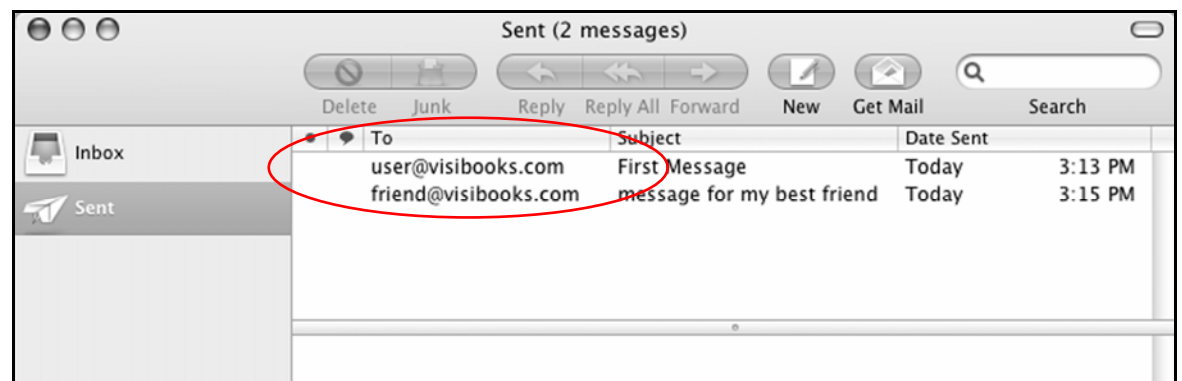 Sent (2 messages)
Delete Junk Reply Reply All Forward New Get Mail Search
Inbox
Sent
To Subject Date Sent
user@visibooks.com First Message Today 3:13 PM
friend@visibooks.com message for my best friend Today 3:15 PM